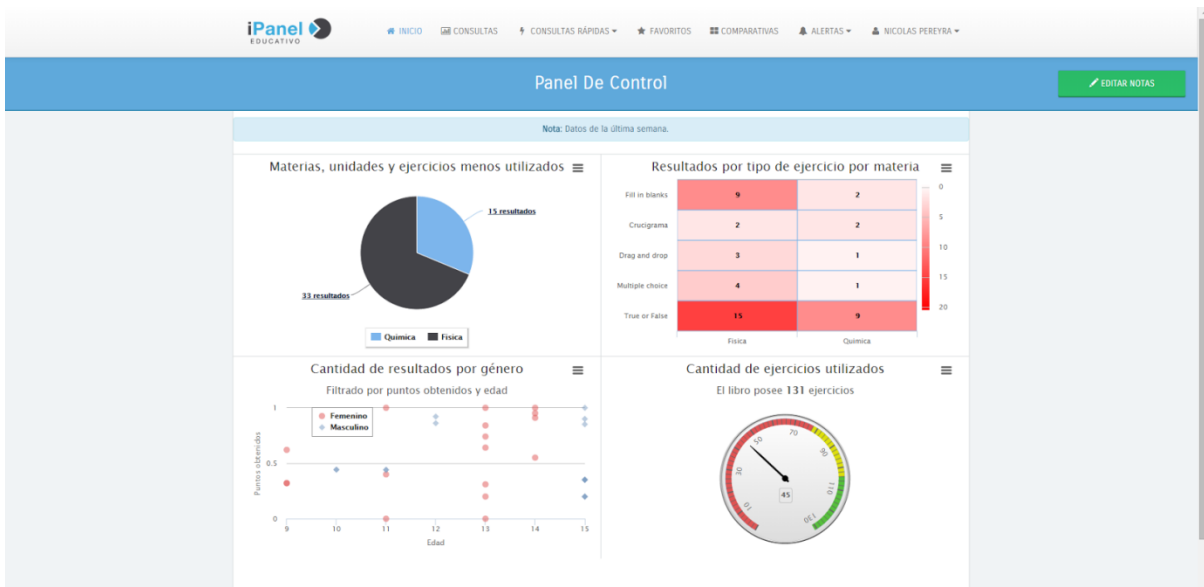 iPanel
EDUCATIVO
INICIO CONSULTAS CONSULTAS RÁPIDAS FAVORITOS COMPARATIVAS ALERTAS NICOLAS PEREYRA
Panel De Control
EDITAR NOTAS
Nota: Datos de la última semana.
Materias, unidades y ejercicios menos utilizados
15 resultados
33 resultados
Quimica Fisica
Resultados por tipo de ejercicio por materia
Fill in blanks 9 2
Crucigrama 2 2
Drag and drop 3 1
Multiple choice 4 1
True or False 15 9
Fisica Quimica
0
5
10
15
20
Cantidad de resultados por género
Filtrado por puntos obtenidos y edad
Femenino
Masculino
Puntos obtenidos
1
0.5
0
9 10 11 12 13 14 15
Edad
Cantidad de ejercicios utilizados
El libro posee 131 ejercicios
10 30 50 70 90 110 130
45